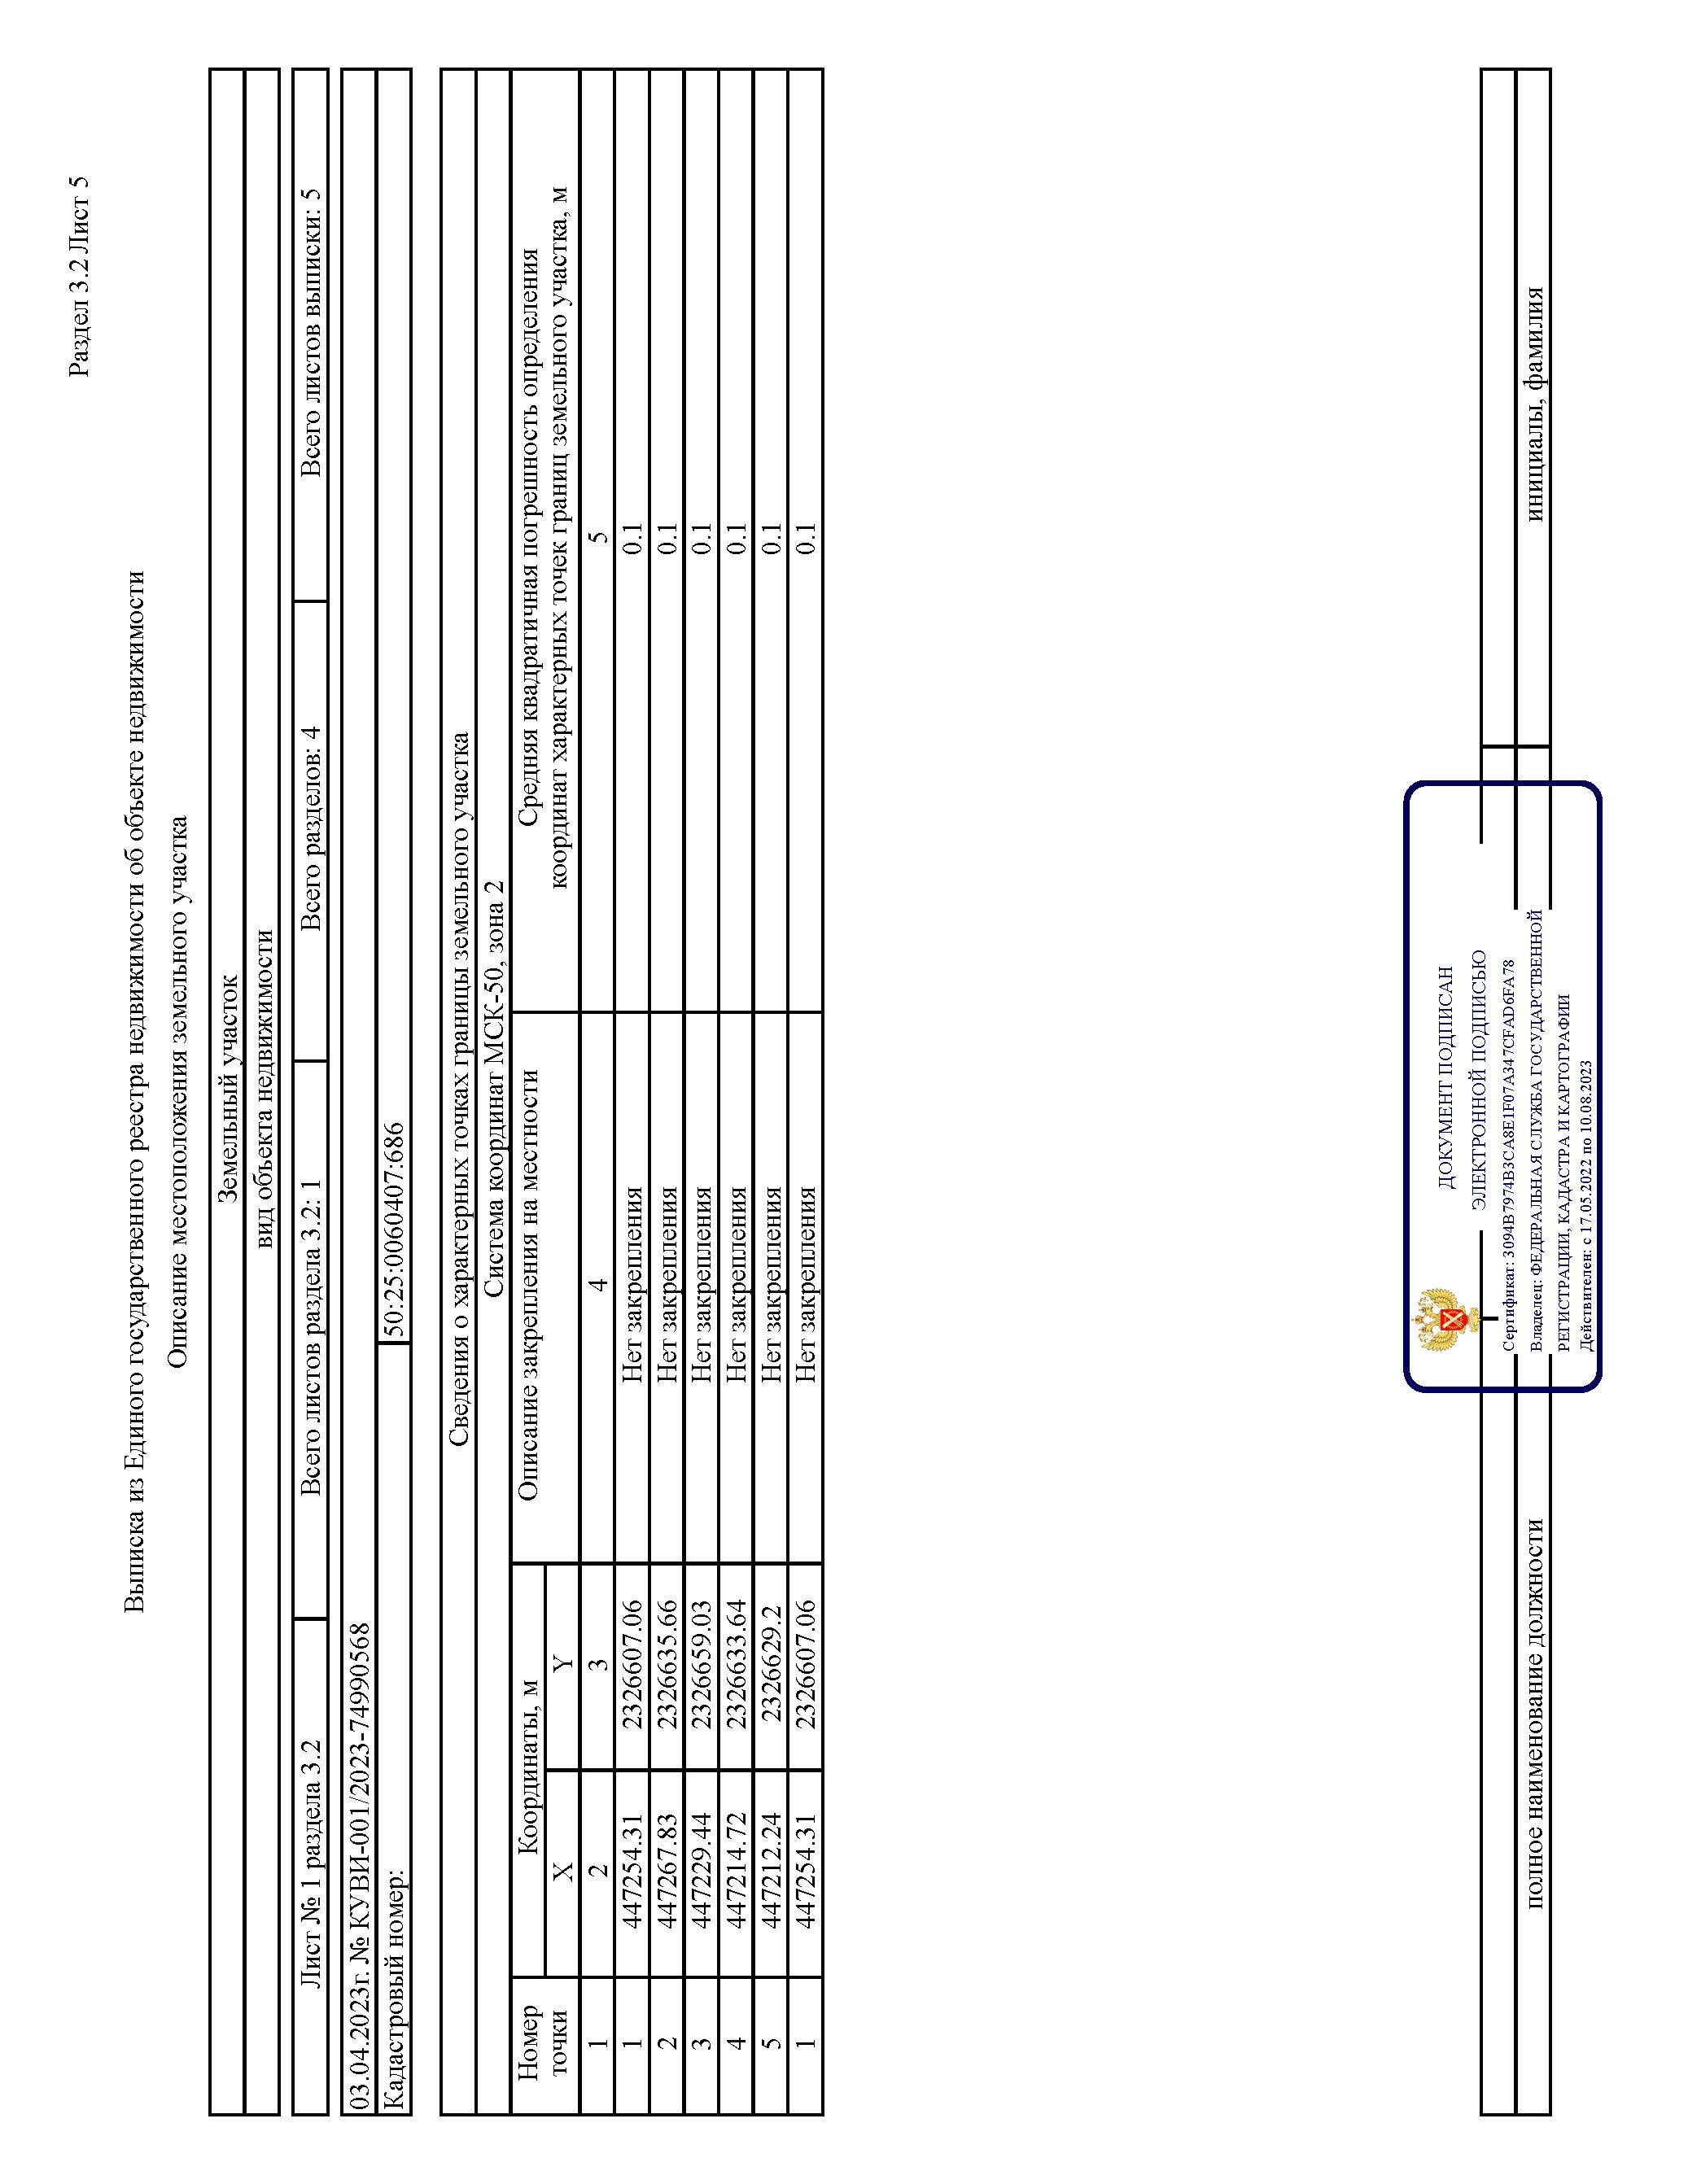 Раздел 3.2 Лист 5
Выписка из Единого государственного реестра недвижимости об объекте недвижимости
Описание местоположения земельного участка
Земельный участок
вид объекта недвижимости
Лист № 1 раздела 3.2 Всего листов раздела 3.2: 1 Всего разделов: 4 Всего листов выписки: 5
03.04.2023г. № КУВИ-001/2023-74990568
Кадастровый номер: 50:25:0060407:686
Сведения о характерных точках границы земельного участка
Система координат МСК-50, зона 2
Номер точки Координаты, м Описание закрепления на местности Средняя квадратичная погрешность определения
координат характерных точек границ земельного участка, м
X Y
1 2 3 4 5
1 447254.31 2326607.06 Нет закрепления 0.1
2 447267.83 2326635.66 Нет закрепления 0.1
3 447229.44 2326659.03 Нет закрепления 0.1
4 447214.72 2326633.64 Нет закрепления 0.1
5 447212.24 2326629.2 Нет закрепления 0.1
1 447254.31 2326607.06 Нет закрепления 0.1
ДОКУМЕНТ ПОДПИСАН
ЭЛЕКТРОННОЙ ПОДПИСЬЮ
Сертификат: 3094B7974B3CA8E1F07A347CFAD6FA78
Владелец: ФЕДЕРАЛЬНАЯ СЛУЖБА ГОСУДАРСТВЕННОЙ
РЕГИСТРАЦИИ, КАДАСТРА И КАРТОГРАФИИ
Действителен: с 17.05.2022 по 10.08.2023
полное наименование должности
инициалы, фамилия